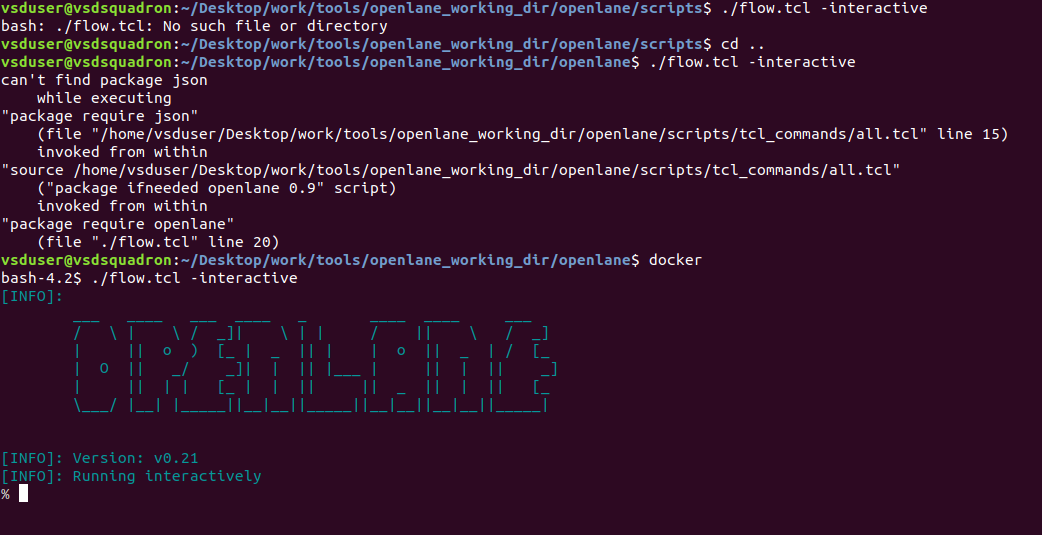 vsduser@vsdsquadron:~/Desktop/work/tools/openlane_working_dir/openlane/scripts$ ./flow.tcl -interactive
bash: ./flow.tcl: No such file or directory
vsduser@vsdsquadron:~/Desktop/work/tools/openlane_working_dir/openlane/scripts$ cd ..
vsduser@vsdsquadron:~/Desktop/work/tools/openlane_working_dir/openlane$ ./flow.tcl -interactive
can't find package json
    while executing
"package require json"
    (file "/home/vsduser/Desktop/work/tools/openlane_working_dir/openlane/scripts/tcl_commands/all.tcl" line 15)
    invoked from within
"source /home/vsduser/Desktop/work/tools/openlane_working_dir/openlane/scripts/tcl_commands/all.tcl"
    ("package ifneeded openlane 0.9" script)
    invoked from within
"package require openlane"
    (file "./flow.tcl" line 20)
vsduser@vsdsquadron:~/Desktop/work/tools/openlane_working_dir/openlane$ docker
bash-4.2$ ./flow.tcl -interactive
[INFO]:
OPENLANE
[INFO]: Version: v0.21
[INFO]: Running interactively
%